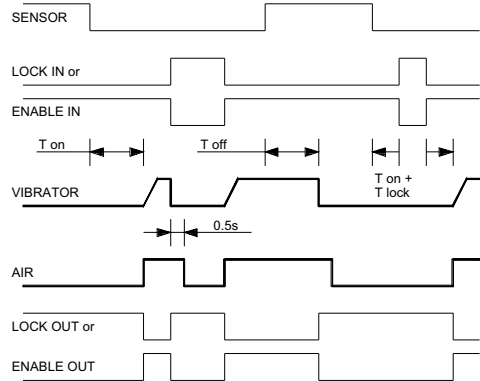 SENSOR
LOCK IN or
ENABLE IN
T on
T off
T on +
T lock
VIBRATOR
0.5s
AIR
LOCK OUT or
ENABLE OUT